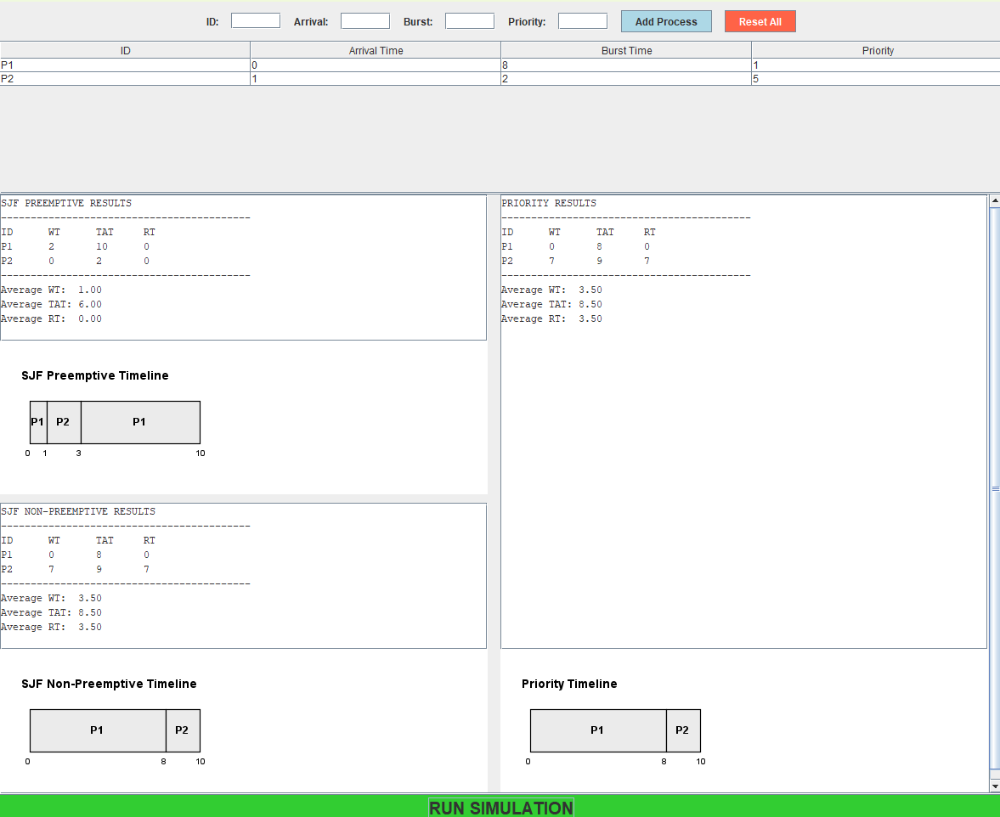 ID: Arrival: Burst: Priority: Add Process Reset All
ID Arrival Time Burst Time Priority
P1 0 8 1
P2 1 2 5
SJF PREEMPTIVE RESULTS
------------------------------------------
ID WT TAT RT
P1 2 10 0
P2 0 2 0
------------------------------------------
Average WT: 1.00
Average TAT: 6.00
Average RT: 0.00
SJF Preemptive Timeline
P1 P2 P1
0 1 3 10
SJF NON-PREEMPTIVE RESULTS
------------------------------------------
ID WT TAT RT
P1 0 8 0
P2 7 9 7
------------------------------------------
Average WT: 3.50
Average TAT: 8.50
Average RT: 3.50
SJF Non-Preemptive Timeline
P1 P2
0 8 10
PRIORITY RESULTS
------------------------------------------
ID WT TAT RT
P1 0 8 0
P2 7 9 7
------------------------------------------
Average WT: 3.50
Average TAT: 8.50
Average RT: 3.50
Priority Timeline
P1 P2
0 8 10
RUN SIMULATION